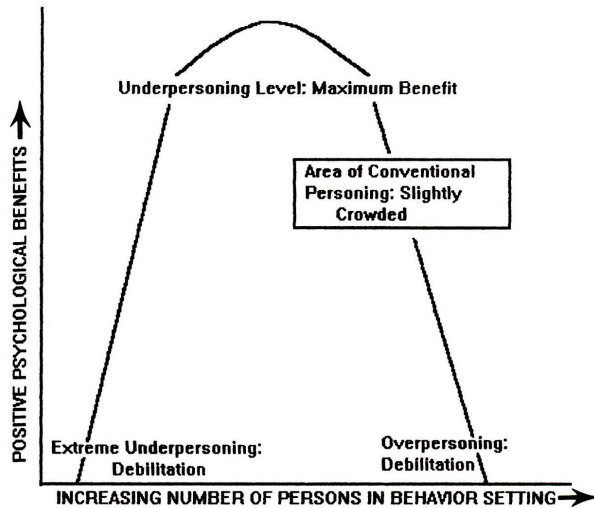 POSITIVE PSYCHOLOGICAL BENEFITS
Underpersoning Level: Maximum Benefit
Area of Conventional
Personing: Slightly
Crowded
Extreme Underpersoning:
Debilitation
Overpersoning:
Debilitation
INCREASING NUMBER OF PERSONS IN BEHAVIOR SETTING